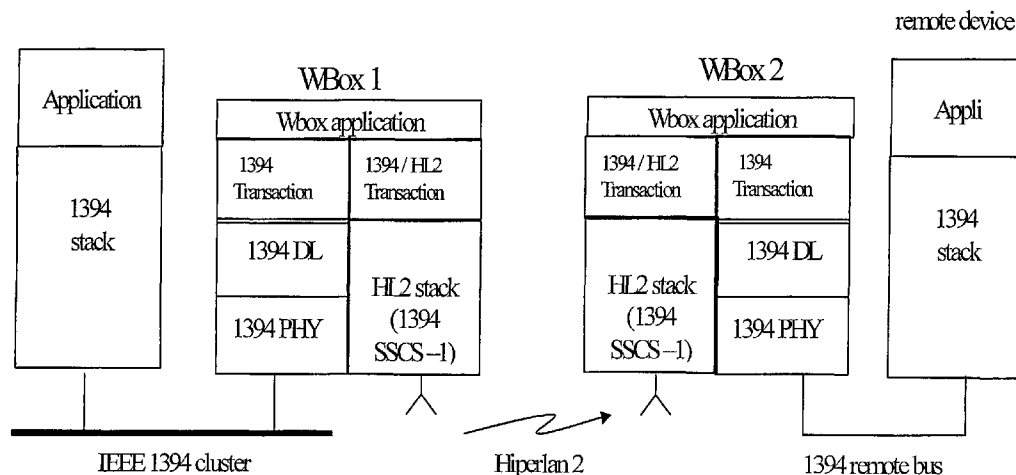 remote device
Application
1394
stack
WBox 1
Wbox application
1394
Transaction
1394 / HL2
Transaction
1394 DL
1394 PHY
HL2 stack
(1394
SSCS –1)
WBox 2
Wbox application
1394 / HL2
Transaction
1394
Transaction
HL2 stack
(1394
SSCS –1)
1394 DL
1394 PHY
Appli
1394
stack
IEEE 1394 cluster
Hiperlan 2
1394 remote bus